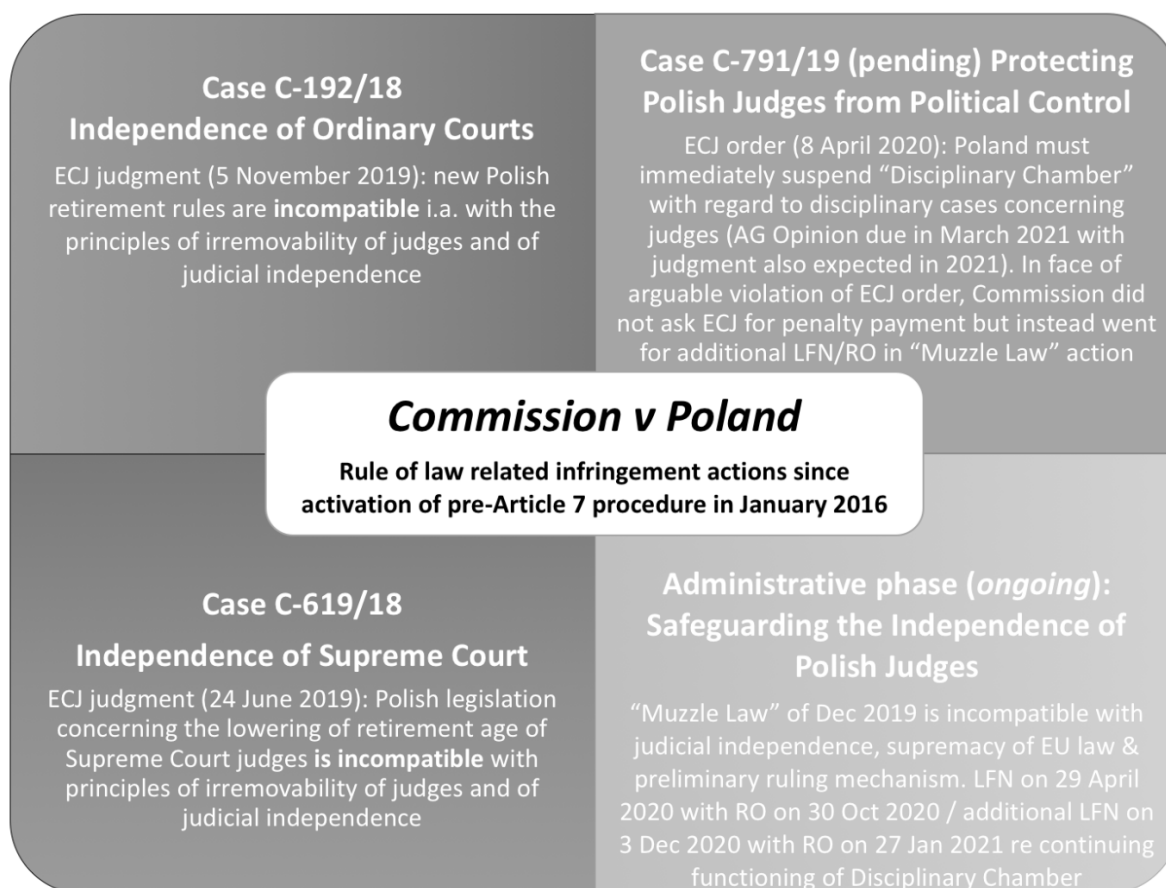 Case C-192/18
Independence of Ordinary Courts
ECJ judgment (5 November 2019): new Polish
retirement rules are incompatible i.a. with the
principles of irremovability of judges and of
judicial independence
Case C-791/19 (pending) Protecting
Polish Judges from Political Control
ECJ order (8 April 2020): Poland must
immediately suspend “Disciplinary Chamber”
with regard to disciplinary cases concerning
judges (AG Opinion due in March 2021 with
judgment also expected in 2021). In face of
arguable violation of ECJ order, Commission did
not ask ECJ for penalty payment but instead went
for additional LFN/RO in “Muzzle Law” action
Commission v Poland
Rule of law related infringement actions since
activation of pre-Article 7 procedure in January 2016
Case C-619/18
Independence of Supreme Court
ECJ judgment (24 June 2019): Polish legislation
concerning the lowering of retirement age of
Supreme Court judges is incompatible with
principles of irremovability of judges and of
judicial independence
Administrative phase (ongoing):
Safeguarding the Independence of
Polish Judges
“Muzzle Law” of Dec 2019 is incompatible with
judicial independence, supremacy of EU law &
preliminary ruling mechanism. LFN on 29 April
2020 with RO on 30 Oct 2020 / additional LFN on
3 Dec 2020 with RO on 27 Jan 2021 re continuing
functioning of Disciplinary Chamber